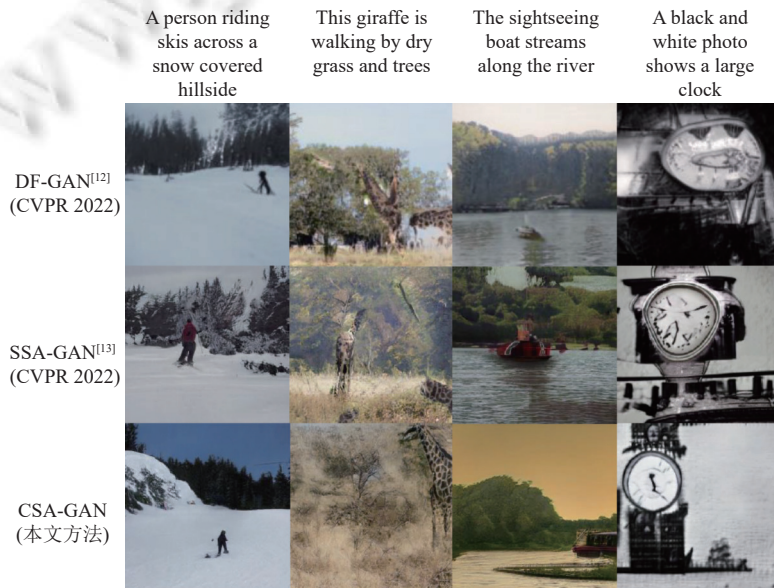 A person riding
skis across a
snow covered
hillside
This giraffe is
walking by dry
grass and trees
The sightseeing
boat streams
along the river
A black and
white photo
shows a large
clock
DF-GAN[12]
(CVPR 2022)
SSA-GAN[13]
(CVPR 2022)
CSA-GAN
(本文方法)